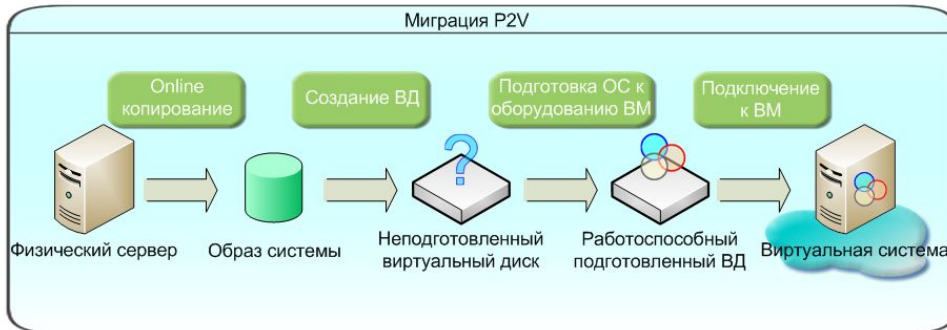 Миграция P2V
Online
копирование
Создание ВД
Подготовка ОС к
оборудованию ВМ
Подключение
к ВМ
Физический сервер
Образ системы
Неподготовленный
виртуальный диск
Работоспособный
подготовленный ВД
Виртуальная система